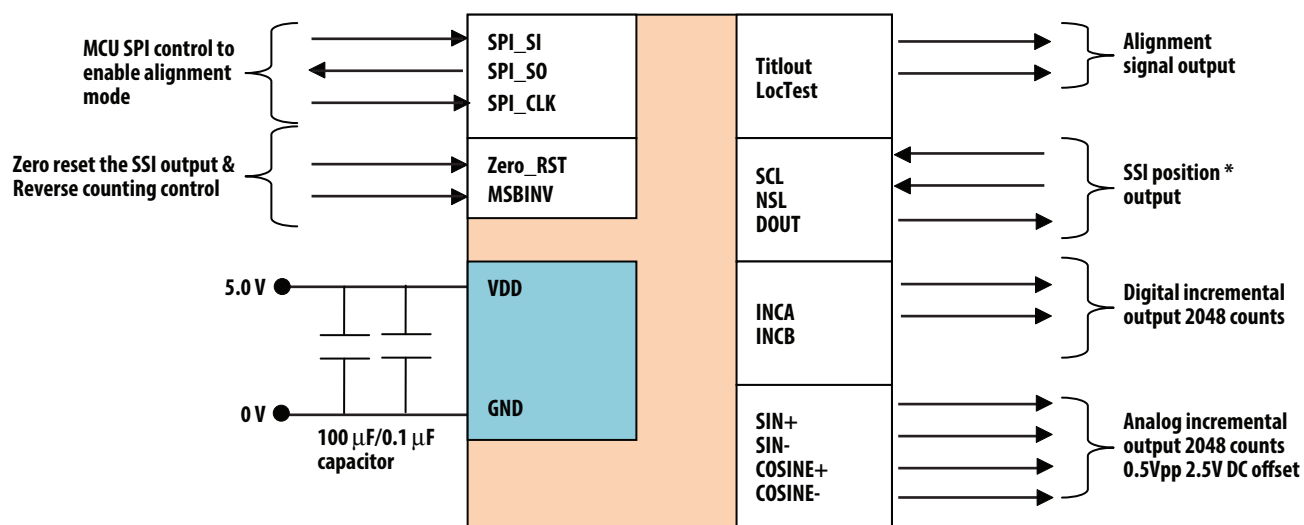 MCU SPI control to
enable alignment
mode
Zero reset the SSI output &
Reverse counting control
SPI_SI
SPI_SO
SPI_CLK
Zero_RST
MSBINV
5.0 V
0 V
VDD
GND
100 µF/0.1 µF
capacitor
Titlout
LocTest
SCL
NSL
DOUT
INCA
INCB
SIN+
SIN-
COSINE+
COSINE-
Alignment
signal output
SSI position *
output
Digital incremental
output 2048 counts
Analog incremental
output 2048 counts
0.5Vpp 2.5V DC offset